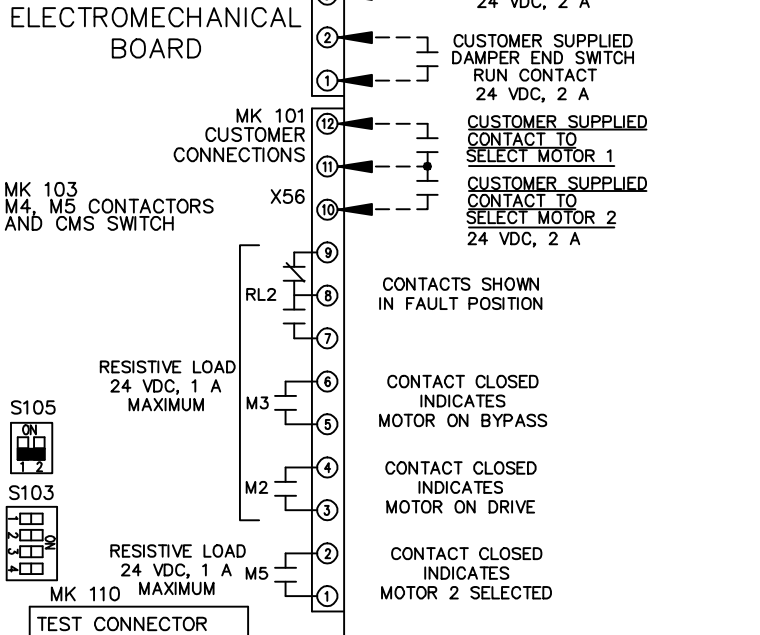 24 VDC, 2 A
ELECTROMECHANICAL
BOARD
2
1
CUSTOMER SUPPLIED
DAMPER END SWITCH
RUN CONTACT
24 VDC, 2 A
MK 101
CUSTOMER
CONNECTIONS
X56
12
11
10
CUSTOMER SUPPLIED
CONTACT TO
SELECT MOTOR 1
CUSTOMER SUPPLIED
CONTACT TO
SELECT MOTOR 2
24 VDC, 2 A
MK 103
M4, M5 CONTACTORS
AND CMS SWITCH
9
RL2
8
7
CONTACTS SHOWN
IN FAULT POSITION
RESISTIVE LOAD
24 VDC, 1 A
MAXIMUM
6
M3
5
CONTACT CLOSED
INDICATES
MOTOR ON BYPASS
S105
ON
1 2
4
M2
3
CONTACT CLOSED
INDICATES
MOTOR ON DRIVE
S103
1
2
3
4
ON
RESISTIVE LOAD
24 VDC, 1 A
MAXIMUM
2
M5
1
CONTACT CLOSED
INDICATES
MOTOR 2 SELECTED
MK 110
TEST CONNECTOR